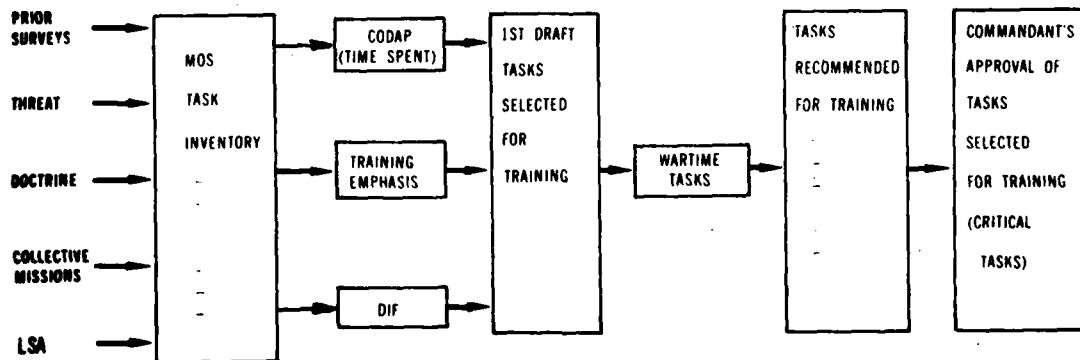 PRIOR
SURVEYS
THREAT
DOCTRINE
COLLECTIVE
MISSIONS
LSA
MOS
TASK
INVENTORY
CODAP
(TIME SPENT)
TRAINING
EMPHASIS
DIF
1ST DRAFT
TASKS
SELECTED
FOR
TRAINING
WARTIME
TASKS
TASKS
RECOMMENDED
FOR TRAINING
COMMANDANT'S
APPROVAL OF
TASKS
SELECTED
FOR TRAINING
(CRITICAL
TASKS)